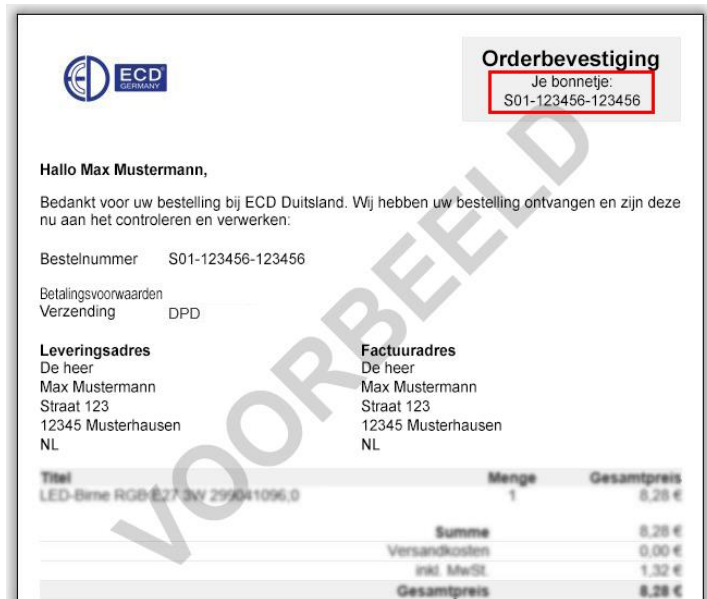 ECD
GERMANY
Orderbevestiging
Je bonnetje:
S01-123456-123456
Hallo Max Mustermann,
Bedankt voor uw bestelling bij ECD Duitsland. Wij hebben uw bestelling ontvangen en zijn deze
nu aan het controleren en verwerken:
Bestelnummer S01-123456-123456
Betalingsvoorwaarden
Verzending DPD
Leveringsadres
De heer
Max Mustermann
Straat 123
12345 Musterhausen
NL
Factuuradres
De heer
Max Mustermann
Straat 123
12345 Musterhausen
NL
VOORBEELD
Titel Menge Gesamtpreis
LED-Birne RGB E27 3W 299041096;0 1 8,28 €
Summe 8,28 €
Versandkosten 0,00 €
inkl. MwSt. 1,32 €
Gesamtpreis 8,28 €